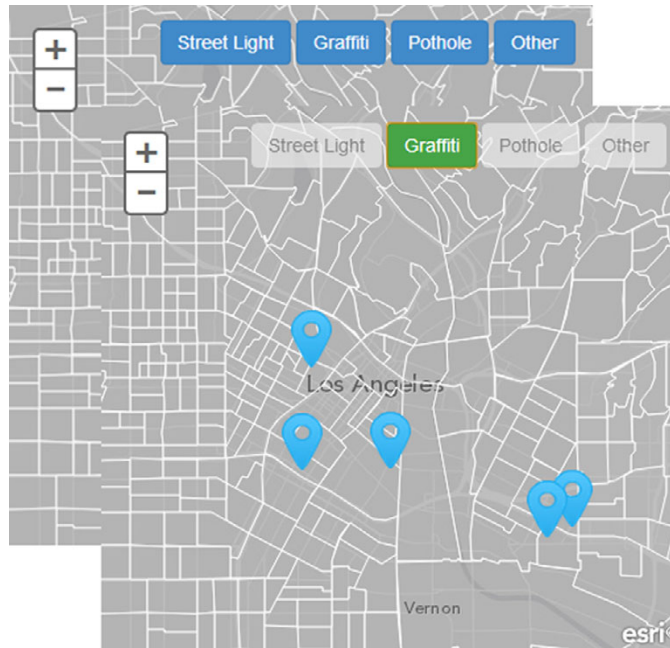 +
−
Street Light Graffiti Pothole Other
+
−
Street Light Graffiti Pothole Other
Los Angeles
Vernon
esri